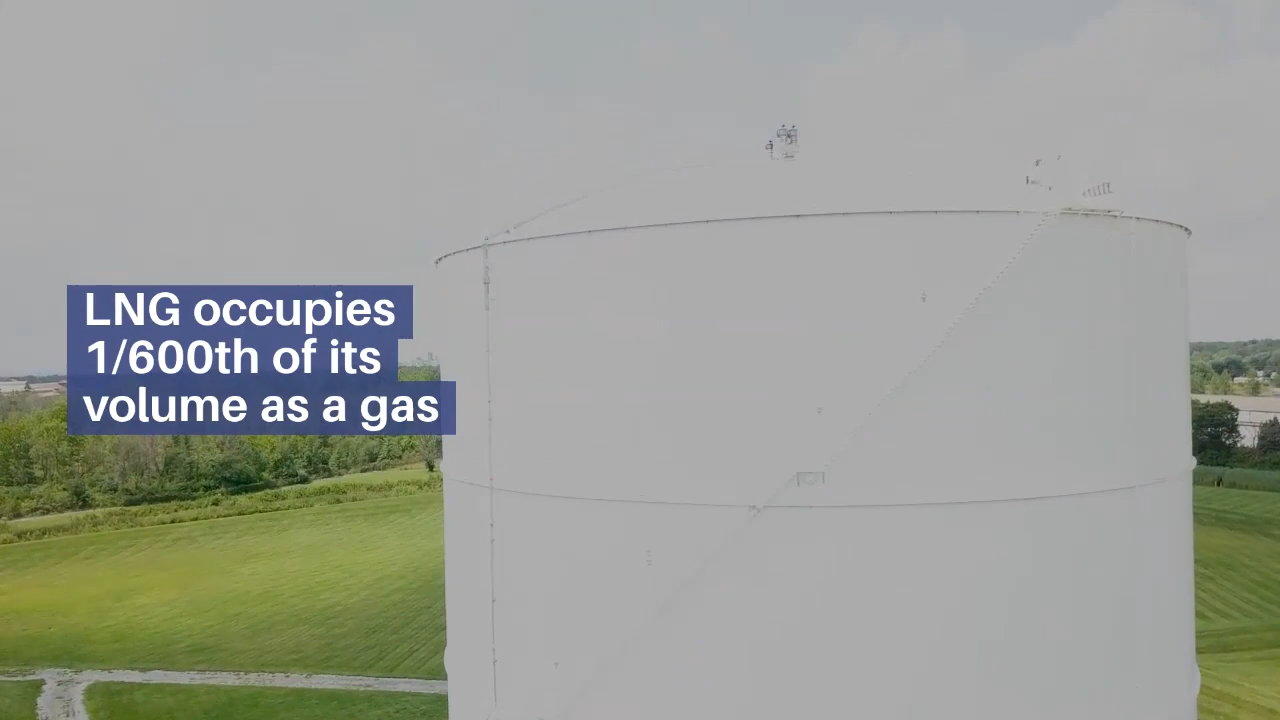 LNG occupies
1/600th of its
volume as a gas